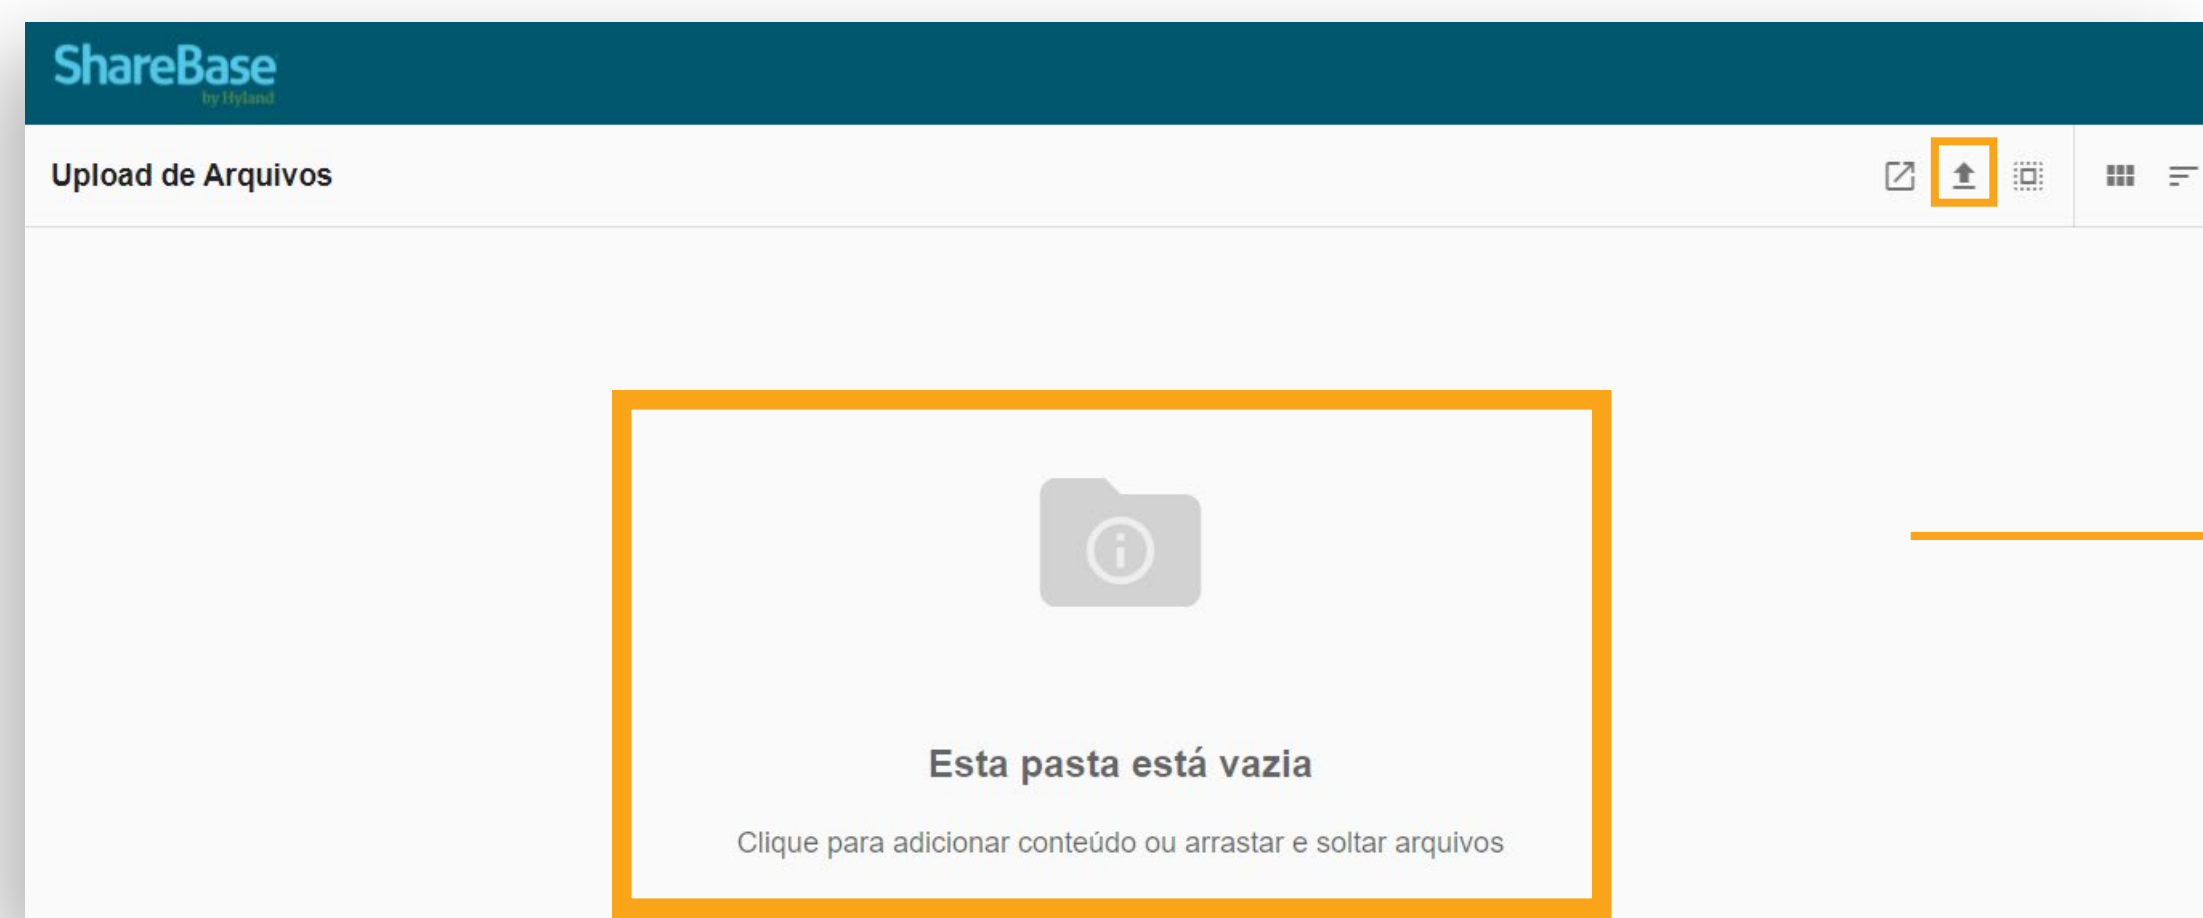 ShareBase
by Hyland
Upload de Arquivos
Esta pasta está vazia
Clique para adicionar conteúdo ou arrastar e soltar arquivos